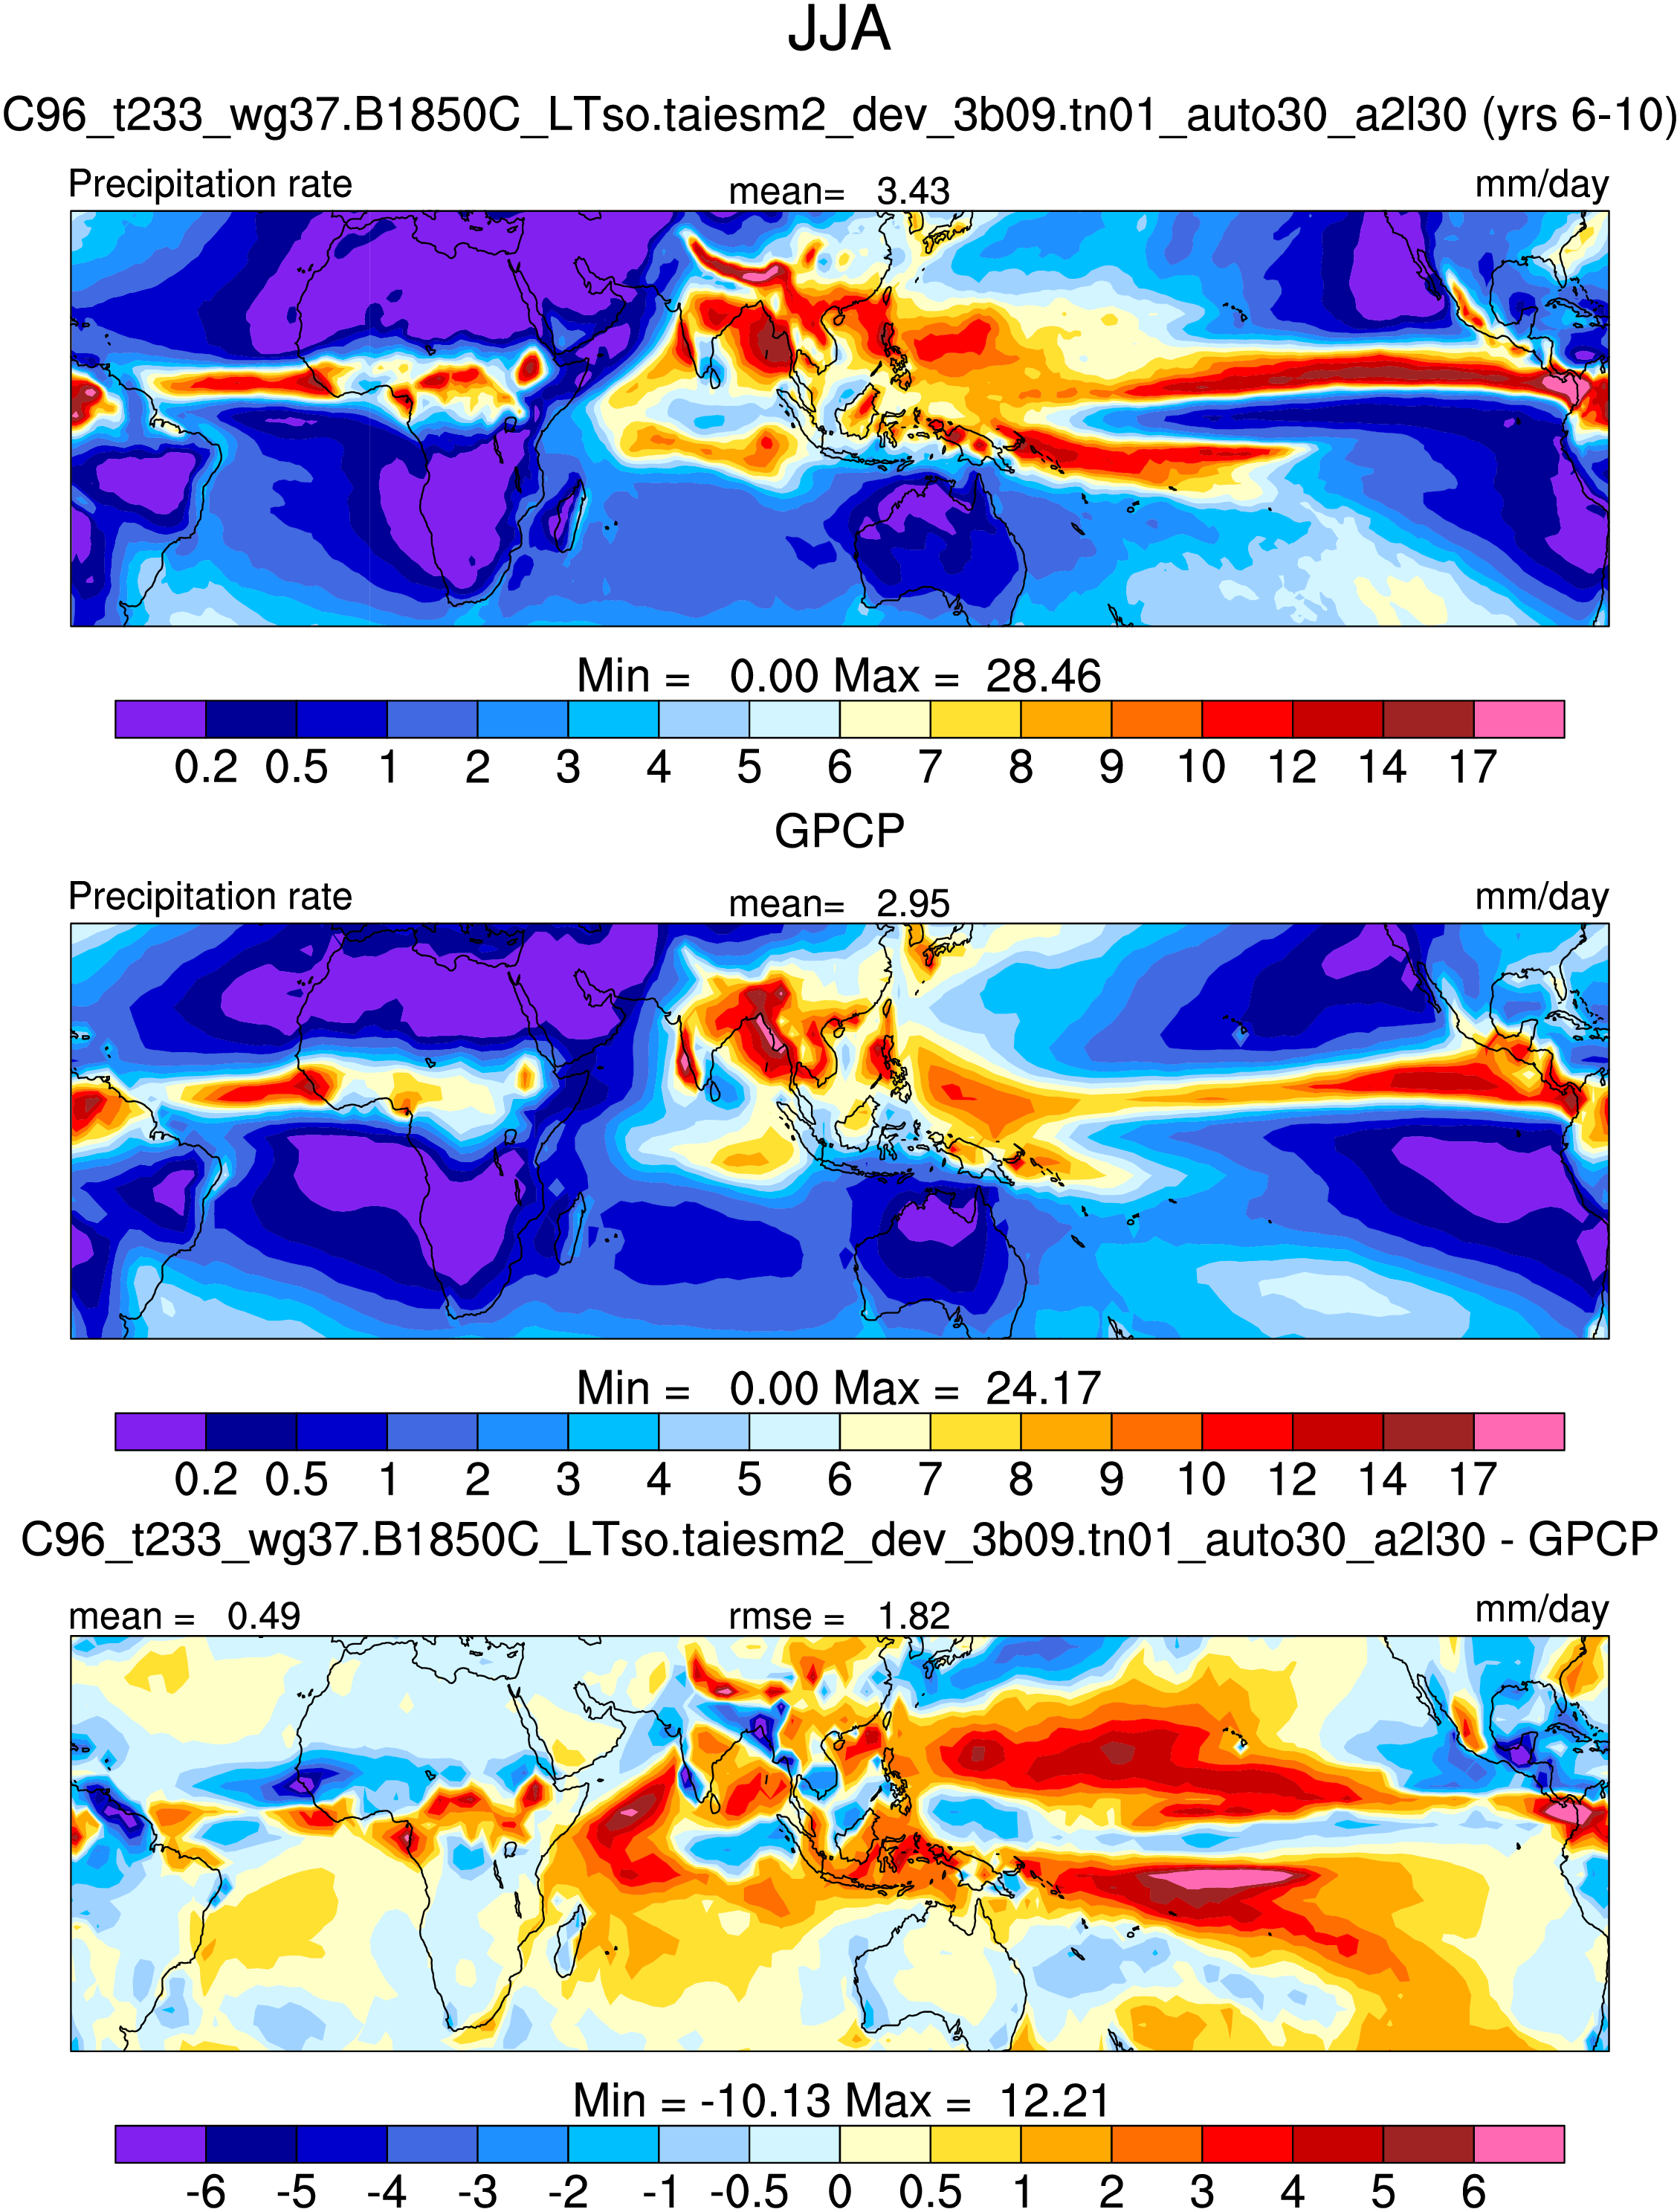 JJA
C96_t233_wg37.B1850C_LTso.taiesm2_dev_3b09.tn01_auto30_a2l30 (yrs 6-10)
Precipitation rate mean= 3.43 mm/day
Min = 0.00 Max = 28.46
0.2 0.5 1 2 3 4 5 6 7 8 9 10 12 14 17
GPCP
Precipitation rate mean= 2.95 mm/day
Min = 0.00 Max = 24.17
0.2 0.5 1 2 3 4 5 6 7 8 9 10 12 14 17
C96_t233_wg37.B1850C_LTso.taiesm2_dev_3b09.tn01_auto30_a2l30 - GPCP
mean = 0.49 rmse = 1.82 mm/day
Min = -10.13 Max = 12.21
-6 -5 -4 -3 -2 -1 -0.5 0 0.5 1 2 3 4 5 6